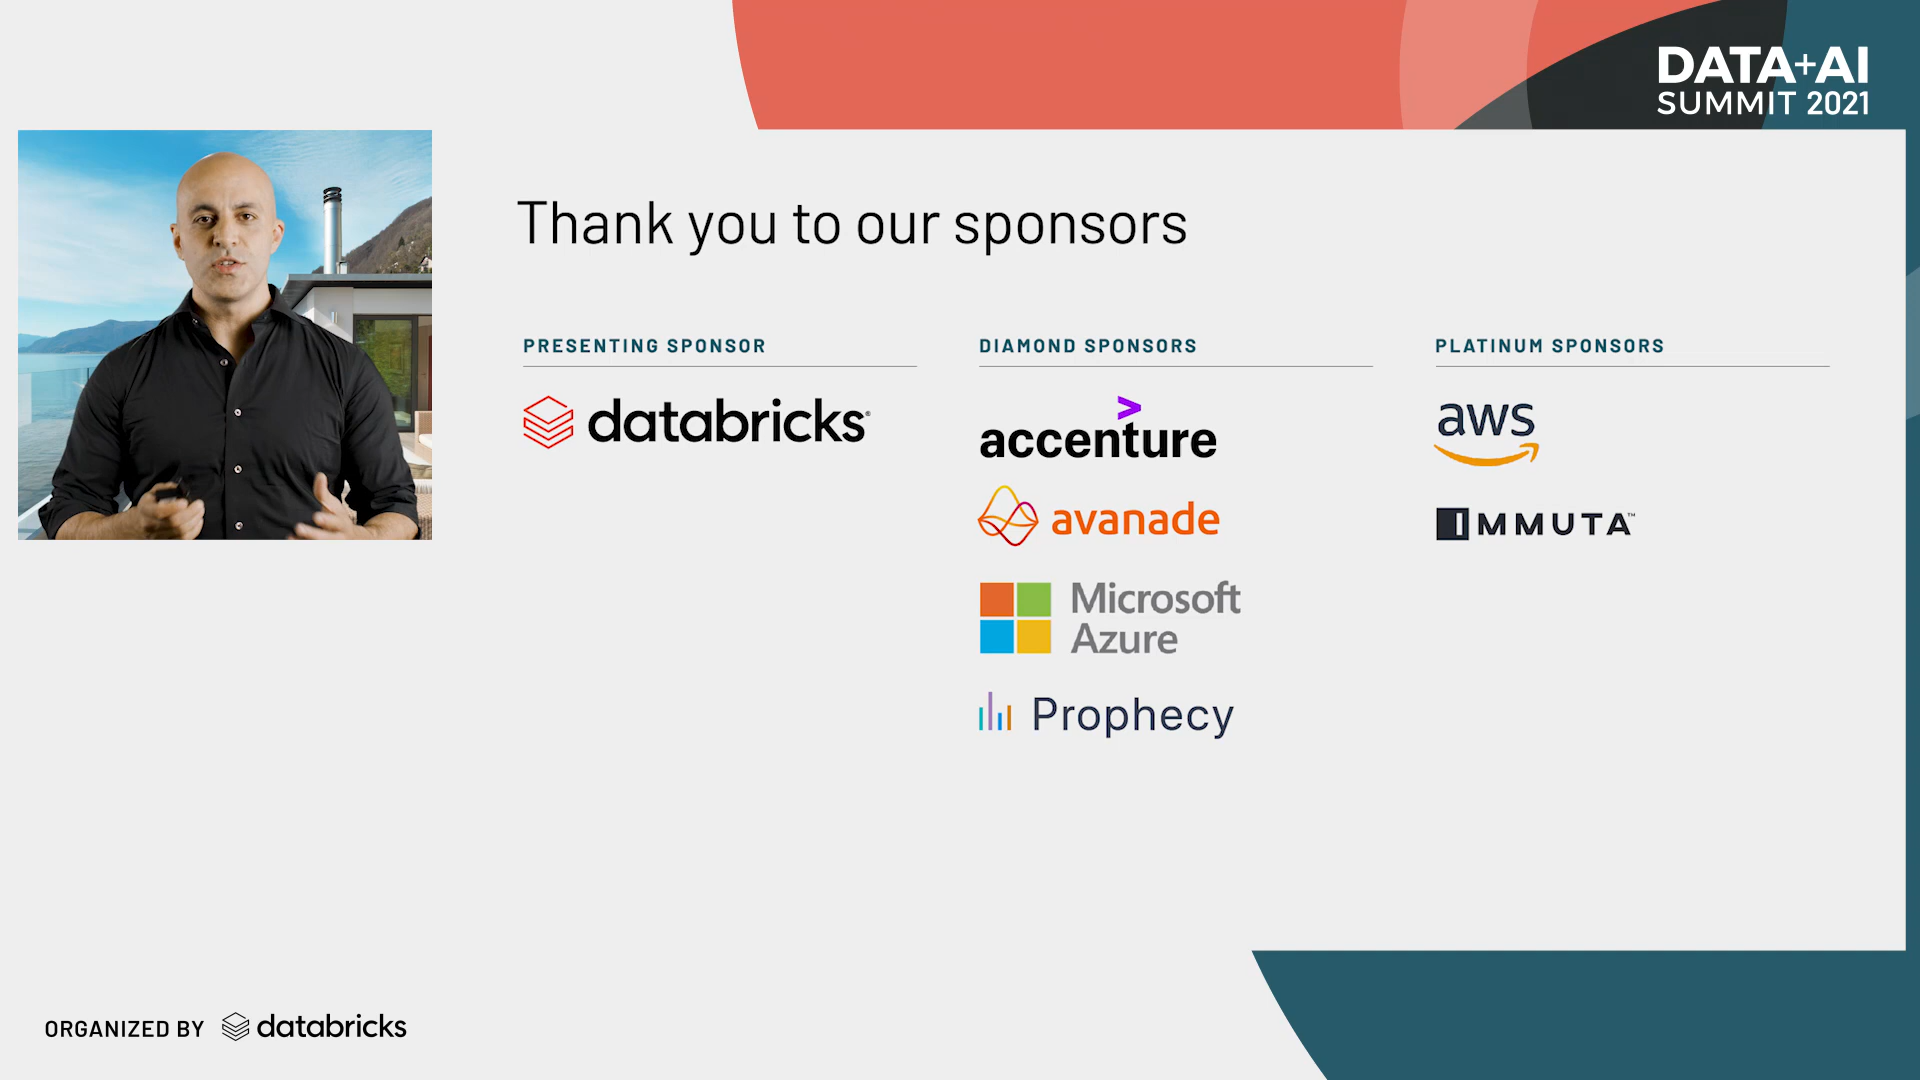 DATA+AI
SUMMIT 2021
Thank you to our sponsors
PRESENTING SPONSOR
databricks®
DIAMOND SPONSORS
accenture
avanade
Microsoft
Azure
Prophecy
PLATINUM SPONSORS
aws
IMMUTA™
ORGANIZED BY databricks